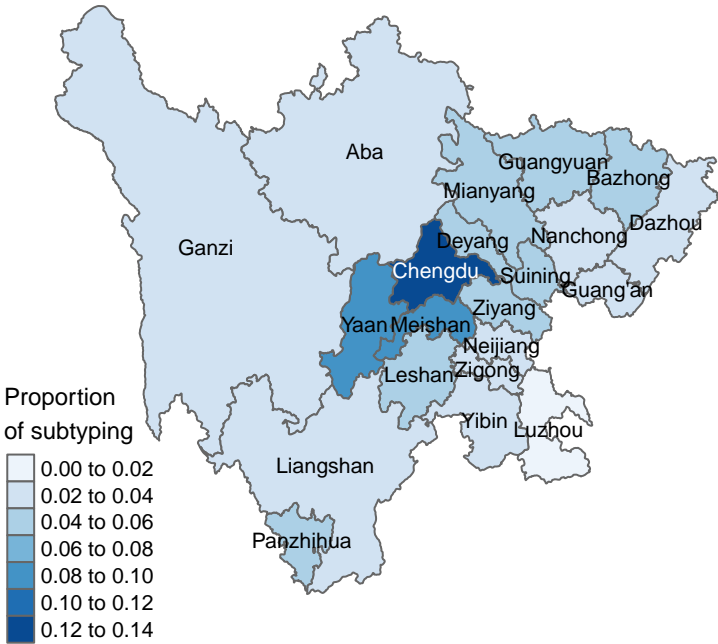 Aba
Guangyuan
Bazhong
Mianyang
Dazhou
Ganzi
Deyang
Nanchong
Chengdu
Suining
Guang'an
Ziyang
Yaan
Meishan
Neijiang
Leshan
Zigong
Yibin
Luzhou
Liangshan
Panzhihua
Proportion
of subtyping
0.00 to 0.02
0.02 to 0.04
0.04 to 0.06
0.06 to 0.08
0.08 to 0.10
0.10 to 0.12
0.12 to 0.14